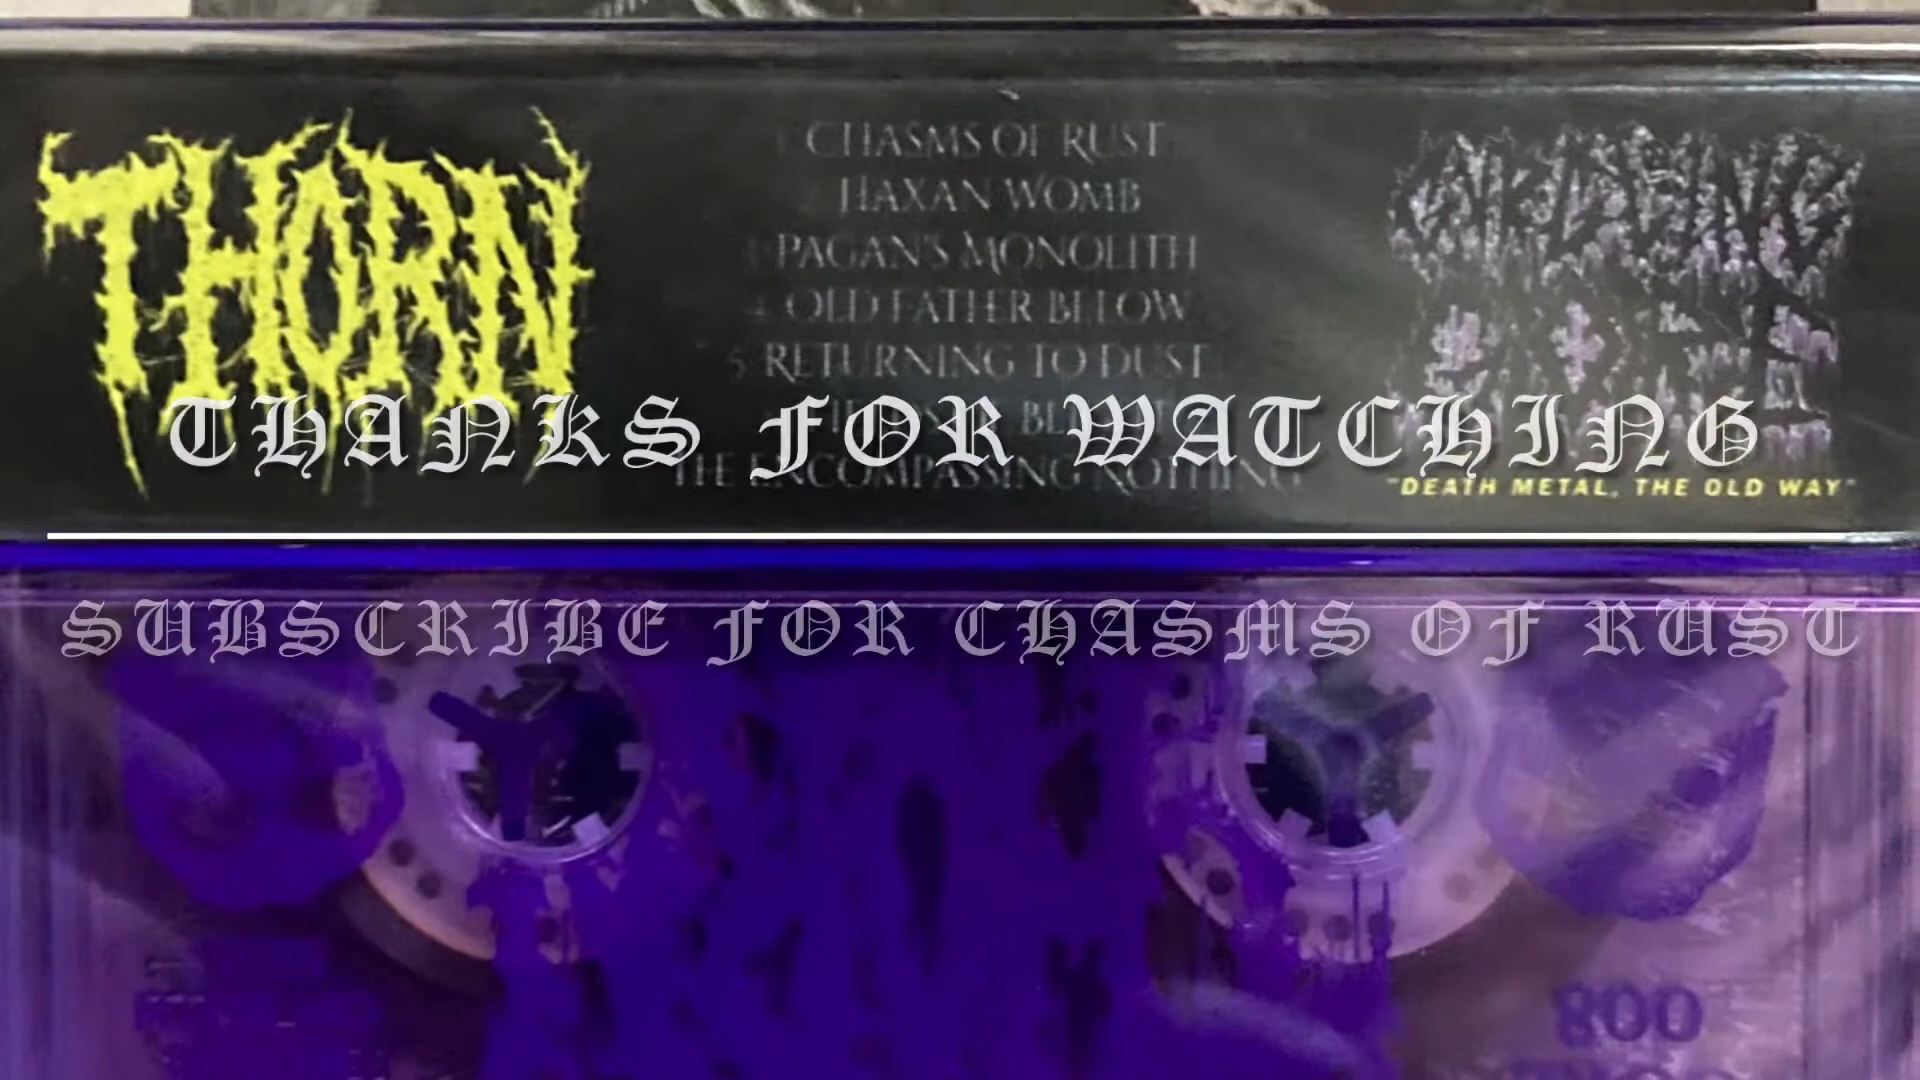 THORN
CHASMS OF RUST
HAXAN WOMB
PAGAN'S MONOLITH
4. OLD FATHER BELOW
5. RETURNING TO DUST
THANKS FOR WATCHING
THE ENCOMPASSING NOTHING
"DEATH METAL, THE OLD WAY"
SUBSCRIBE FOR CHASMS OF RUST
800